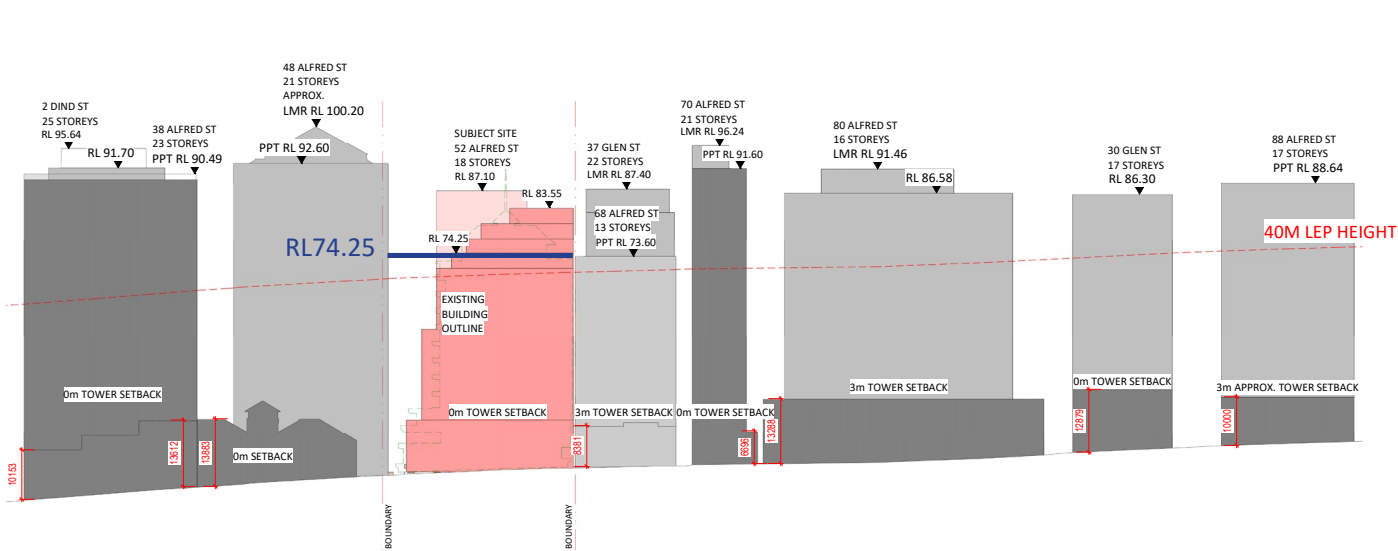 2 DIND ST
25 STOREYS
RL 95.64
RL 91.70
38 ALFRED ST
23 STOREYS
PPT RL 90.49
48 ALFRED ST
21 STOREYS
APPROX.
LMR RL 100.20
PPT RL 92.60
SUBJECT SITE
52 ALFRED ST
18 STOREYS
RL 87.10
RL 83.55
RL 74.25
RL74.25
37 GLEN ST
22 STOREYS
LMR RL 87.40
68 ALFRED ST
13 STOREYS
PPT RL 73.60
70 ALFRED ST
21 STOREYS
LMR RL 96.24
PPT RL 91.60
80 ALFRED ST
16 STOREYS
LMR RL 91.46
RL 86.58
30 GLEN ST
17 STOREYS
RL 86.30
88 ALFRED ST
17 STOREYS
PPT RL 88.64
40M LEP HEIGHT
EXISTING
BUILDING
OUTLINE
0m TOWER SETBACK
0m SETBACK
0m TOWER SETBACK
3m TOWER SETBACK
0m TOWER SETBACK
3m TOWER SETBACK
0m TOWER SETBACK
3m APPROX. TOWER SETBACK
10153
13612
13883
8381
6696
13288
12879
10000
BOUNDARY
BOUNDARY